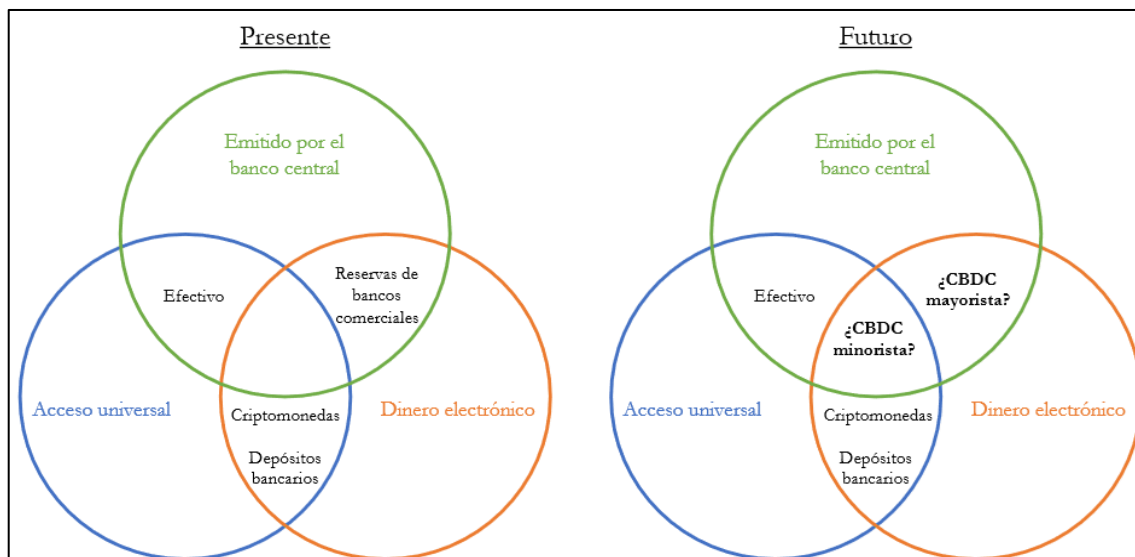 Presente
Emitido por el
banco central
Efectivo
Reservas de
bancos
comerciales
Acceso universal
Criptomonedas
Dinero electrónico
Depósitos
bancarios
Futuro
Emitido por el
banco central
Efectivo
¿CBDC
mayorista?
¿CBDC
minorista?
Acceso universal
Criptomonedas
Dinero electrónico
Depósitos
bancarios